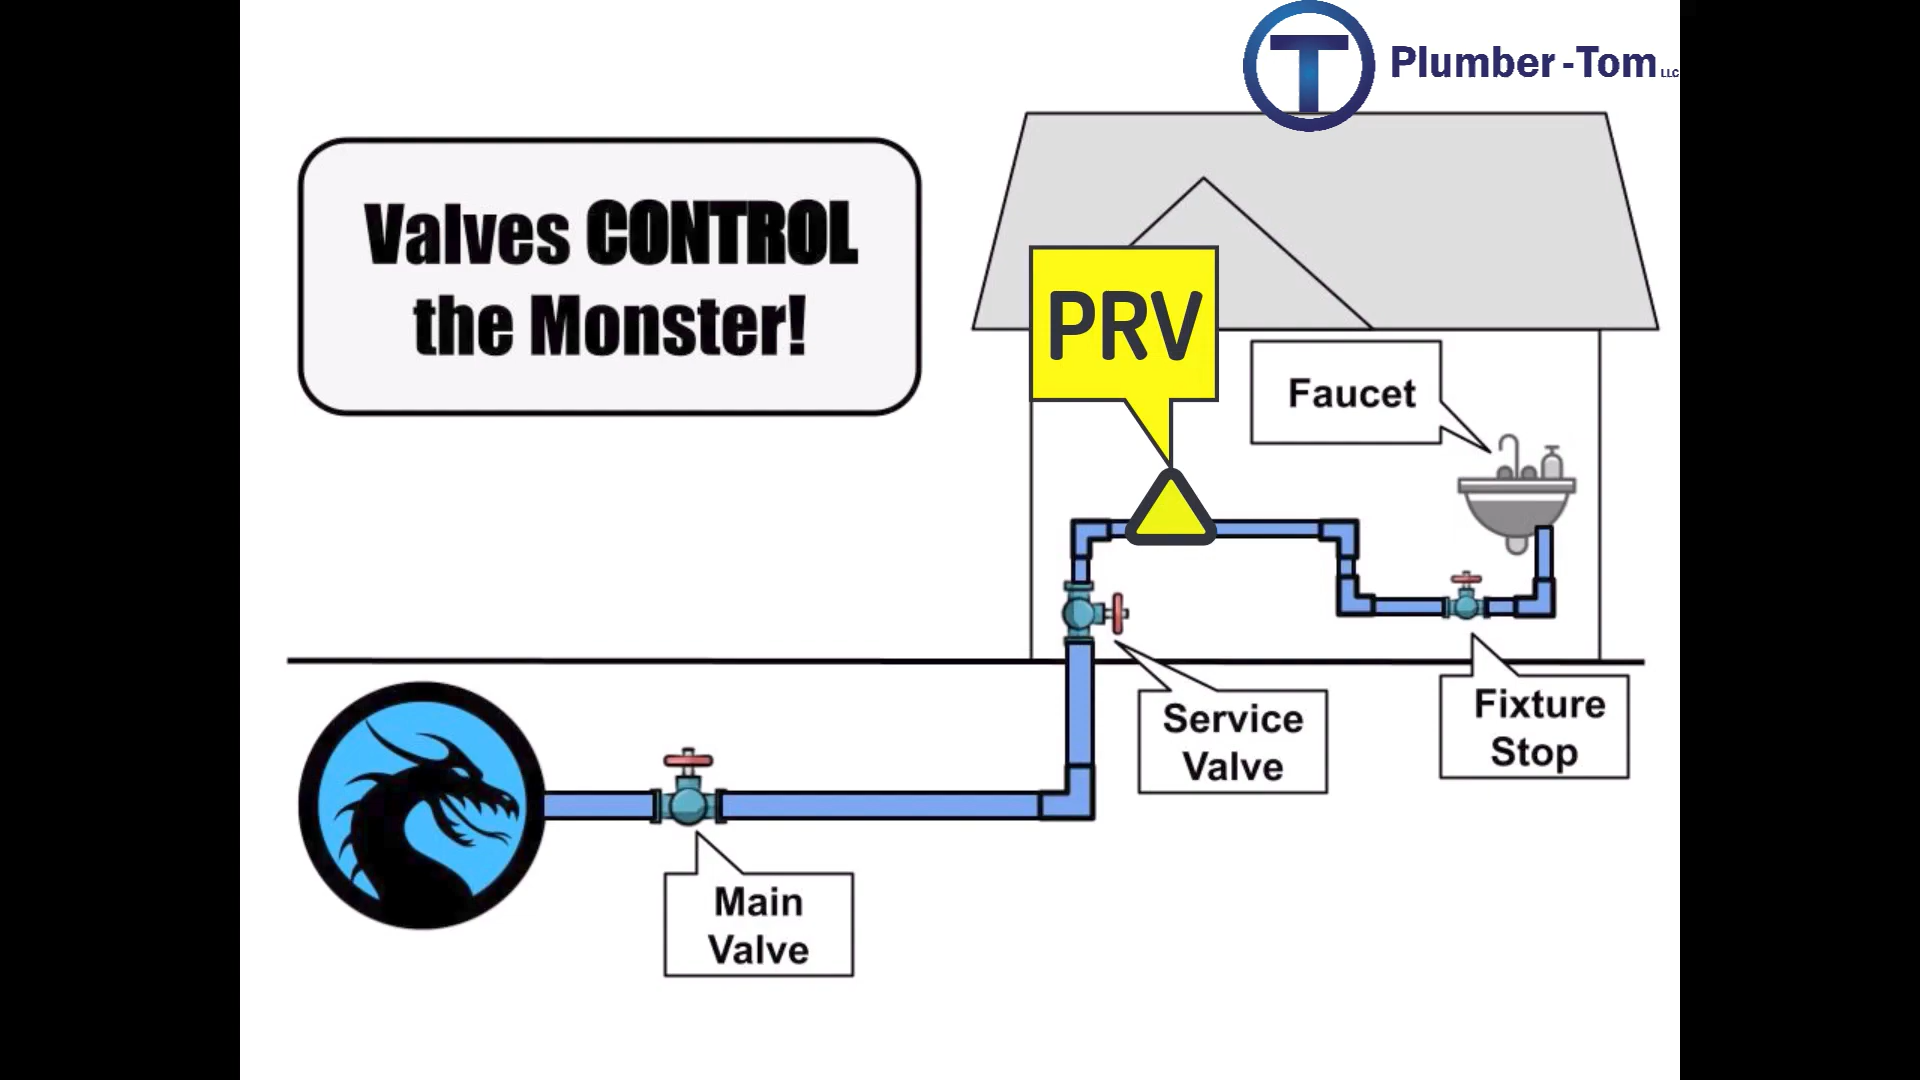 T
Plumber-Tom LLC
Valves CONTROL
the Monster!
PRV
Faucet
Service
Valve
Fixture
Stop
Main
Valve